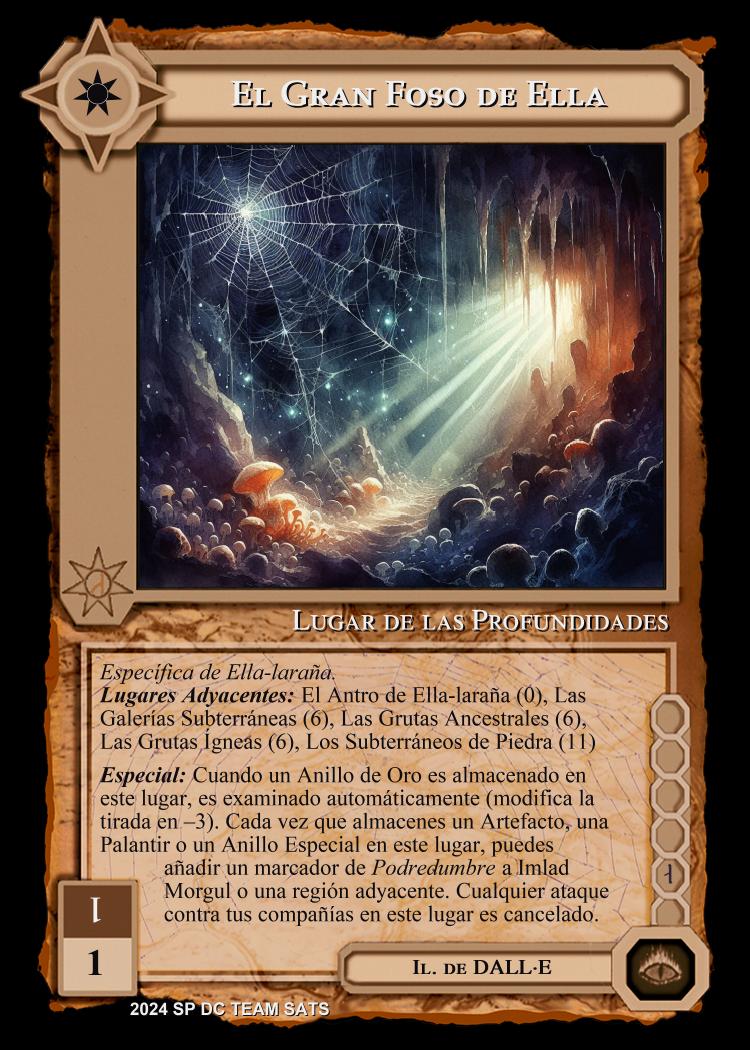 El Gran Foso de Ella
Lugar de las Profundidades
Específica de Ella-laraña.
Lugares Adyacentes: El Antro de Ella-laraña (0), Las
Galerías Subterráneas (6), Las Grutas Ancestrales (6),
Las Grutas Ígneas (6), Los Subterráneos de Piedra (11)
Especial: Cuando un Anillo de Oro es almacenado en
este lugar, es examinado automáticamente (modifica la
tirada en –3). Cada vez que almacenes un Artefacto, una
Palantir o un Anillo Especial en este lugar, puedes
añadir un marcador de Podredumbre a Imlad
Morgul o una región adyacente. Cualquier ataque
contra tus compañías en este lugar es cancelado.
1
Il. de DALL·E
2024 SP DC TEAM SATS